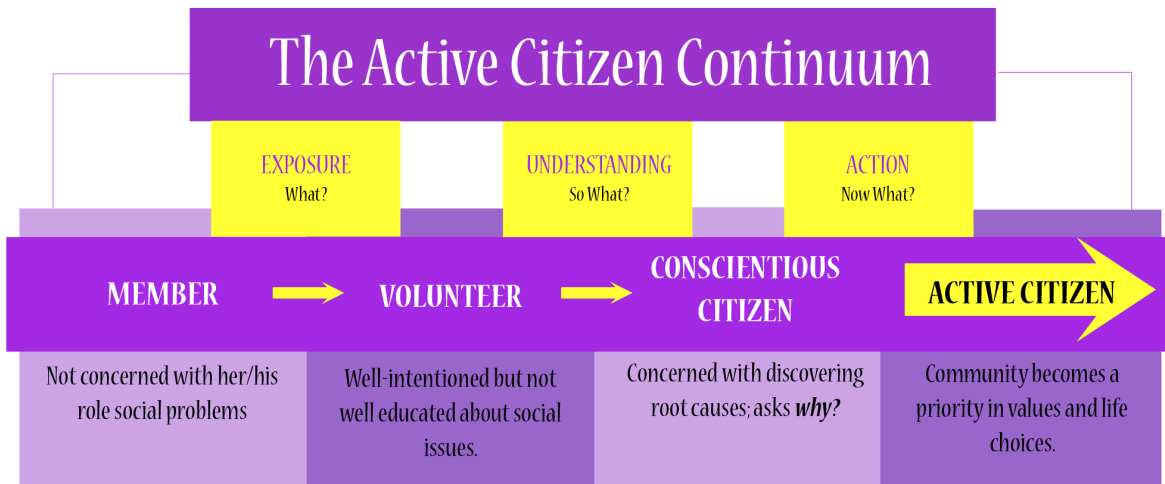 The Active Citizen Continuum
EXPOSURE
What?
UNDERSTANDING
So What?
ACTION
Now What?
MEMBER
VOLUNTEER
CONSCIENTIOUS
CITIZEN
ACTIVE CITIZEN
Not concerned with her/his
role social problems
Well-intentioned but not
well educated about social
issues.
Concerned with discovering
root causes; asks why?
Community becomes a
priority in values and life
choices.